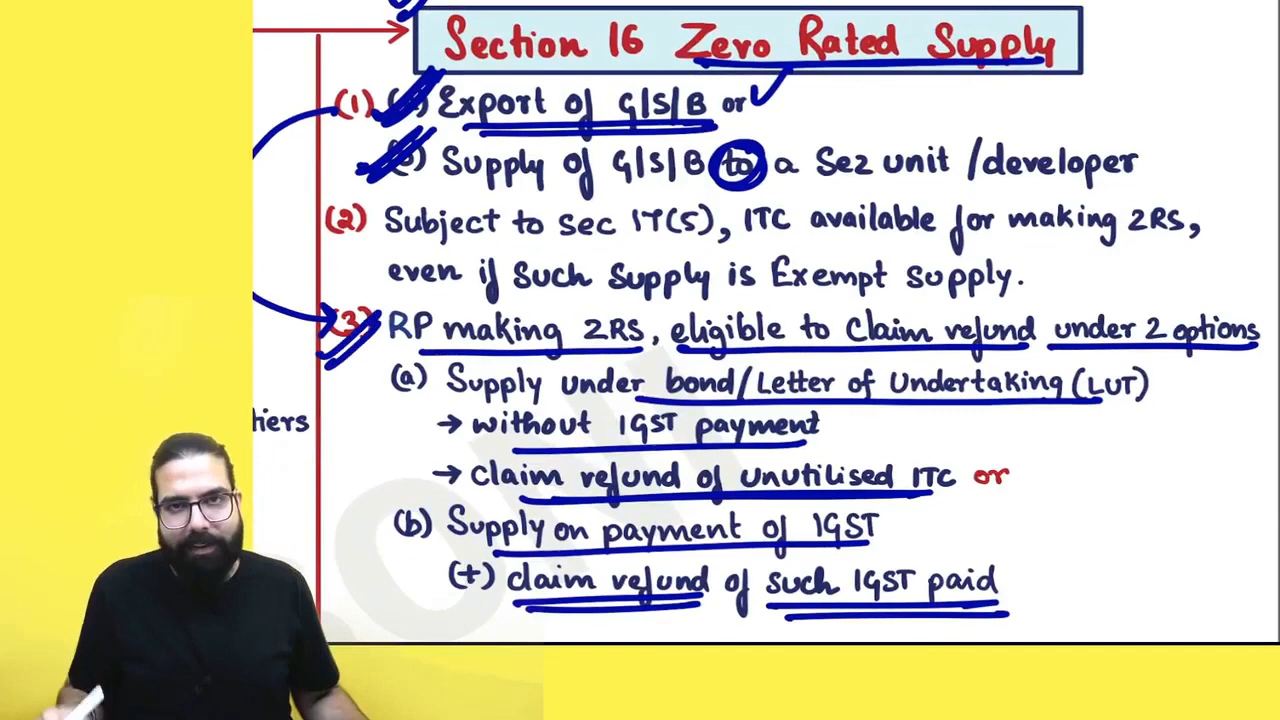 Section 16 Zero Rated Supply
(1) (a) Export of G/S/B or
(b) Supply of G/S/B to a Sez unit/developer
(2) Subject to sec 17(5), ITC available for making ZRS,
even if such supply is Exempt supply.
(3) RP making ZRS, eligible to claim refund under 2 options
(a) Supply under bond/Letter of Undertaking (LUT)
→ without IGST payment
tiers
→ claim refund of unutilised ITC or
(b) Supply on payment of IGST
(+) claim refund of such IGST paid